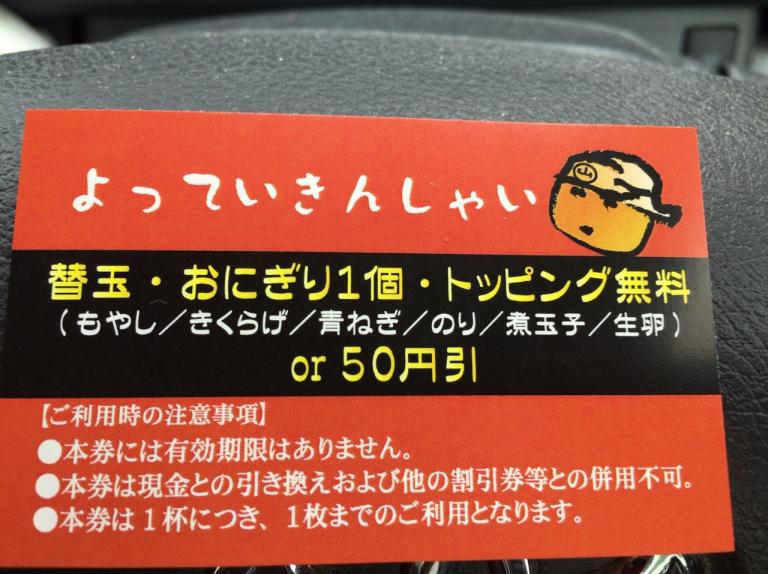 よっていきんしゃい
山
替玉・おにぎり1個・トッピング無料
(もやし／きくらげ／青ねぎ／のり／煮玉子／生卵)
or 50円引
【ご利用時の注意事項】
●本券には有効期限はありません。
●本券は現金との引き換えおよび他の割引券等との併用不可。
●本券は1杯につき、1枚までのご利用となります。